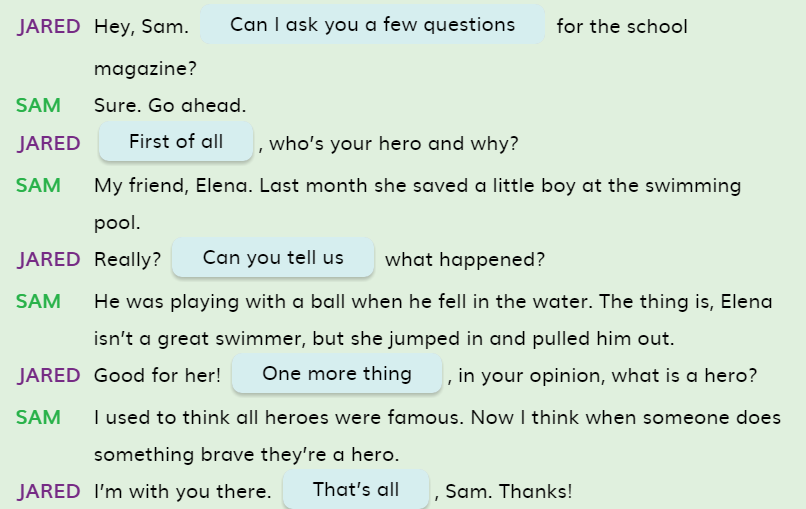 JARED Hey, Sam. Can I ask you a few questions for the school
magazine?
SAM Sure. Go ahead.
JARED First of all , who's your hero and why?
SAM My friend, Elena. Last month she saved a little boy at the swimming
pool.
JARED Really? Can you tell us what happened?
SAM He was playing with a ball when he fell in the water. The thing is, Elena
isn't a great swimmer, but she jumped in and pulled him out.
JARED Good for her! One more thing , in your opinion, what is a hero?
SAM I used to think all heroes were famous. Now I think when someone does
something brave they're a hero.
JARED I'm with you there. That's all , Sam. Thanks!